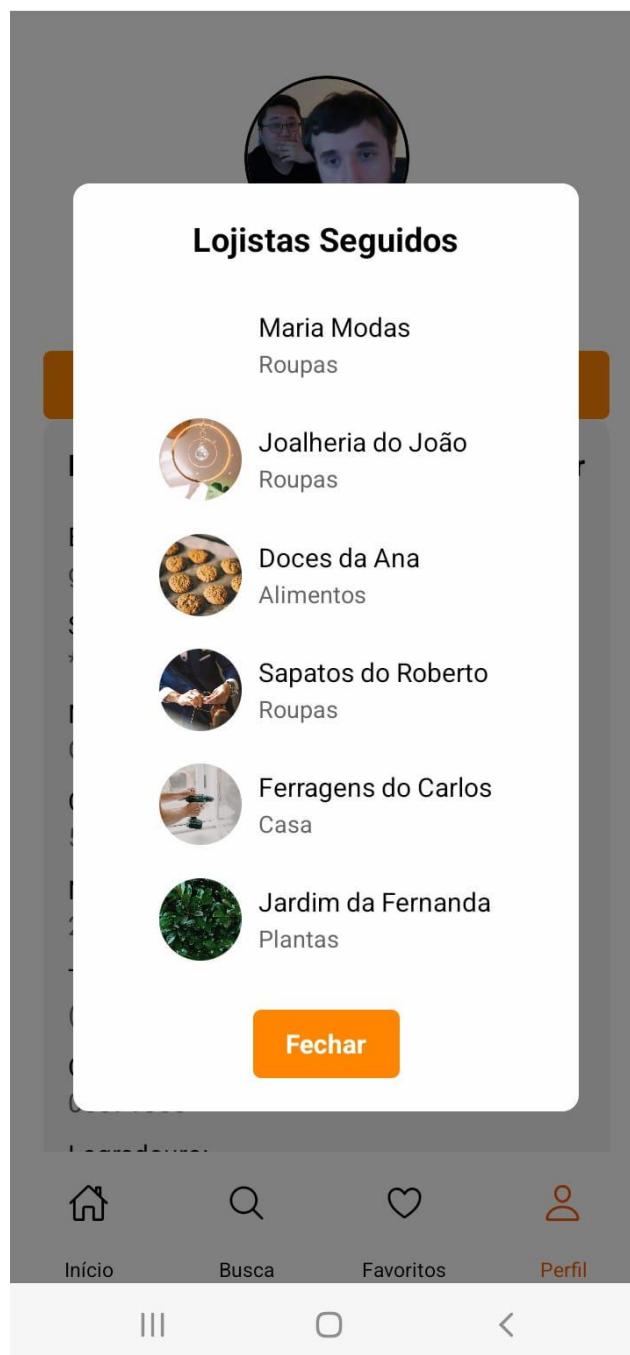 Lojistas Seguidos
Maria Modas
Roupas
Joalheria do João
Roupas
Doces da Ana
Alimentos
Sapatos do Roberto
Roupas
Ferragens do Carlos
Casa
Jardim da Fernanda
Plantas
Fechar
Início
Busca
Favoritos
Perfil